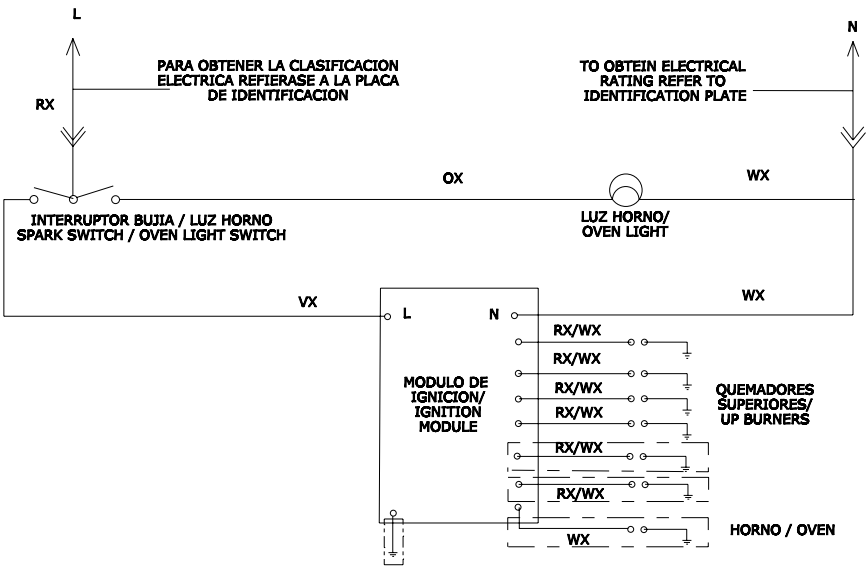 L
N
PARA OBTENER LA CLASIFICACION
ELECTRICA REFIERASE A LA PLACA
DE IDENTIFICACION
TO OBTEIN ELECTRICAL
RATING REFER TO
IDENTIFICATION PLATE
RX
OX
WX
INTERRUPTOR BUJIA / LUZ HORNO
SPARK SWITCH / OVEN LIGHT SWITCH
LUZ HORNO/
OVEN LIGHT
VX
WX
L
N
RX/WX
RX/WX
RX/WX
RX/WX
RX/WX
RX/WX
WX
MODULO DE
IGNICION/
IGNITION
MODULE
QUEMADORES
SUPERIORES/
UP BURNERS
HORNO / OVEN